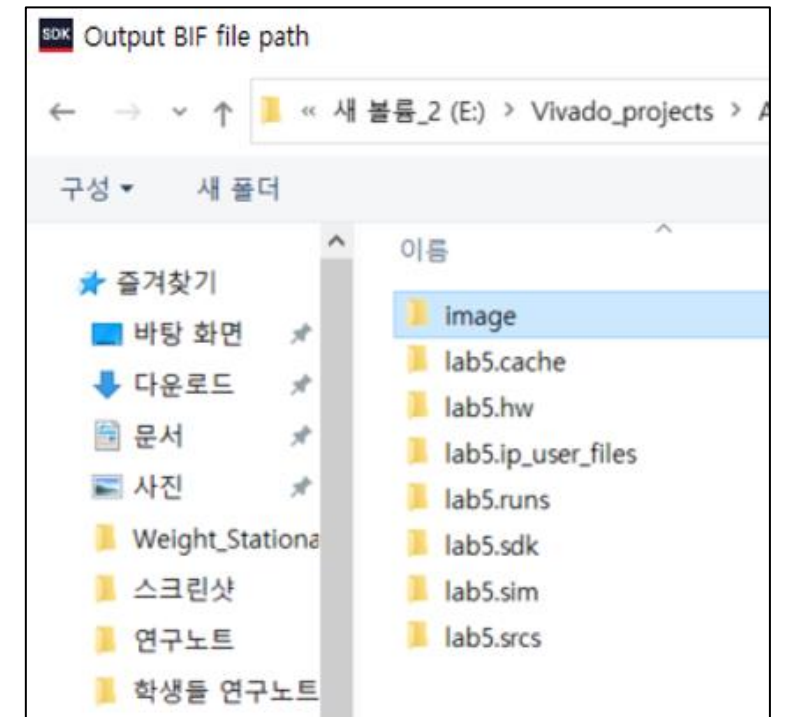 SDK Output BIF file path
« 새 볼륨_2 (E:) > Vivado_projects > A
구성 새 폴더
이름
즐겨찾기
바탕 화면
다운로드
문서
사진
Weight_Stationa
스크린샷
연구노트
학생들 연구노트
image
lab5.cache
lab5.hw
lab5.ip_user_files
lab5.runs
lab5.sdk
lab5.sim
lab5.srcs